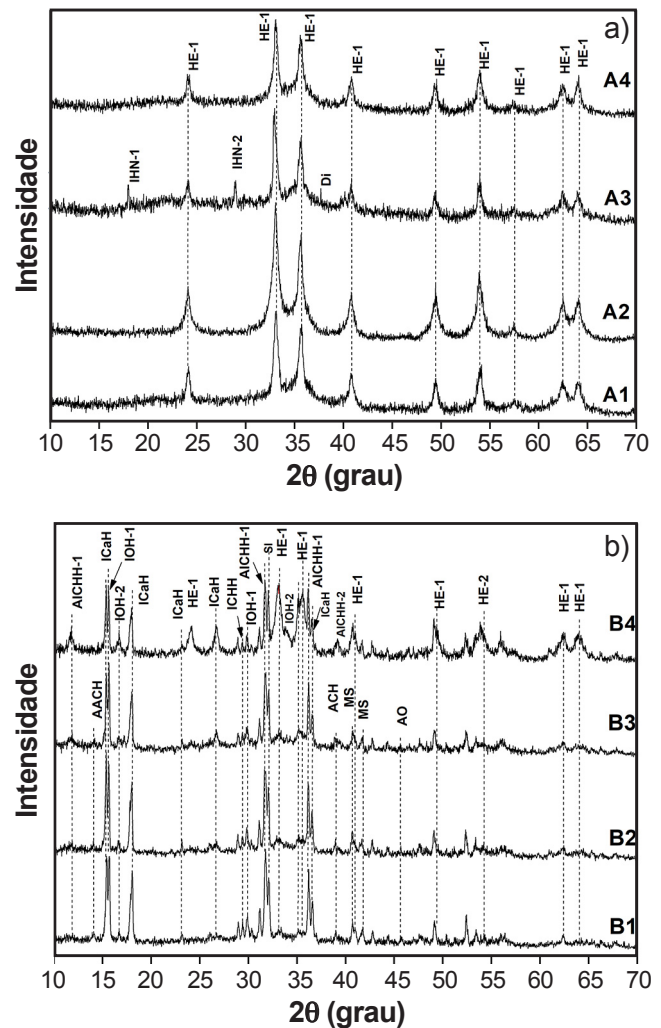 a)
HE-1 HE-1 HE-1 HE-1 HE-1 HE-1 HE-1 HE-1 HE-1
A4
IHN-1 IHN-2 Di
A3
A2
A1
Intensidade
10 15 20 25 30 35 40 45 50 55 60 65 70
2θ (grau)
b)
AlCHH-1 ICaH IOH-1 IOH-2 ICaH ICaH HE-1 ICaH ICHH IOH-1 AlCHH-1 SI HE-1 IOH-2 HE-1 AlCHH-1 ICaH AlCHH-2 HE-1 HE-1 HE-2 HE-1 HE-1
B4
AACH ACH MS MS AO
B3
B2
B1
Intensidade
10 15 20 25 30 35 40 45 50 55 60 65 70
2θ (grau)